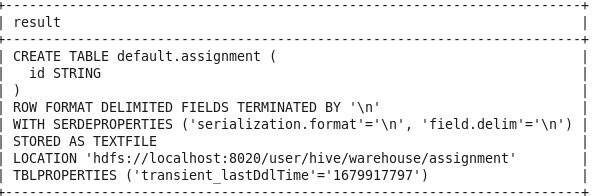 +----------------------------------------------------------------------+
| result                                                               |
+----------------------------------------------------------------------+
| CREATE TABLE default.assignment (                                    |
|   id STRING                                                          |
| )                                                                    |
| ROW FORMAT DELIMITED FIELDS TERMINATED BY '\n'                       |
| WITH SERDEPROPERTIES ('serialization.format'='\n', 'field.delim'='\n') |
| STORED AS TEXTFILE                                                   |
| LOCATION 'hdfs://localhost:8020/user/hive/warehouse/assignment'      |
| TBLPROPERTIES ('transient_lastDdlTime'='1679917797')                 |
+----------------------------------------------------------------------+